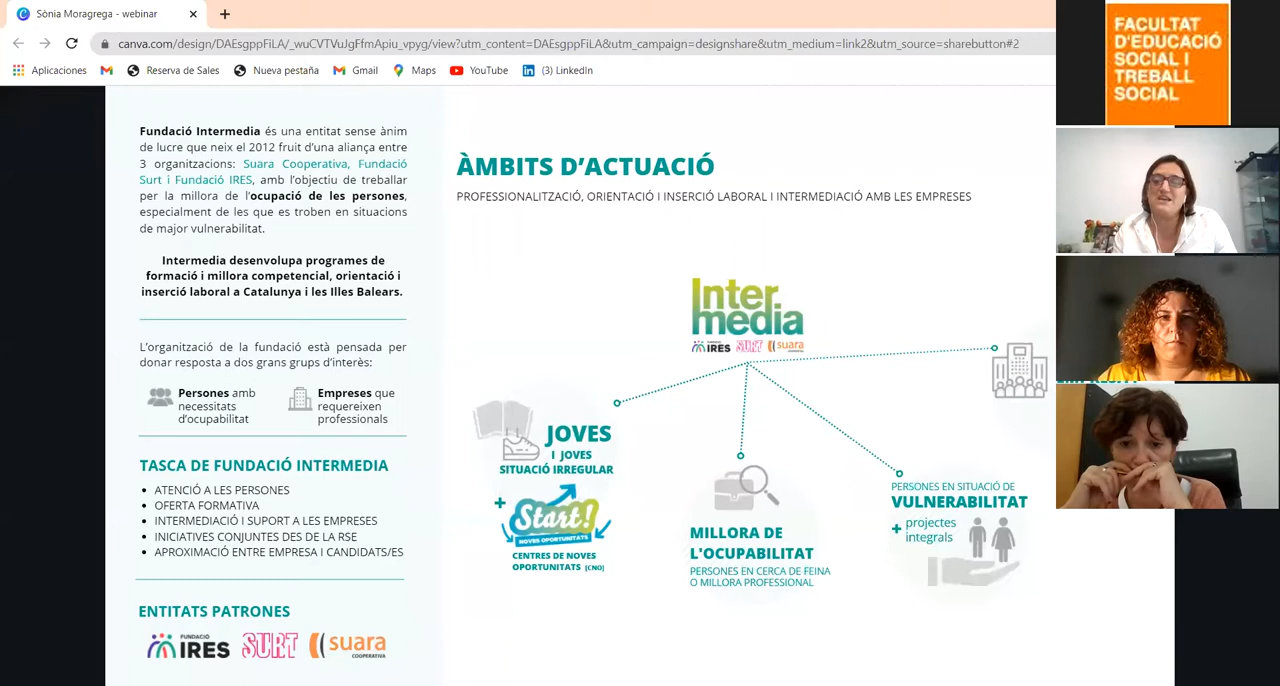 Sònia Moragrega - webinar
canva.com/design/DAEsgppFiLA/_wuCVTVuJgFfmApiu_vpyg/view?utm_content=DAEsgppFiLA&utm_campaign=designshare&utm_medium=link2&utm_source=sharebutton#2
Aplicaciones
Reserva de Sales
Nueva pestaña
Gmail
Maps
YouTube
(3) LinkedIn
Fundació Intermedia és una entitat sense ànim
de lucre que neix el 2012 fruit d'una aliança entre
3 organitzacions: Suara Cooperativa, Fundació
Surt i Fundació IRES, amb l'objectiu de treballar
per la millora de l'ocupació de les persones,
especialment de les que es troben en situacions
de major vulnerabilitat.
Intermedia desenvolupa programes de
formació i millora competencial, orientació i
inserció laboral a Catalunya i les Illes Balears.
L'organització de la fundació està pensada per
donar resposta a dos grans grups d'interès:
Persones amb
necessitats
d'ocupabilitat
Empreses que
requereixen
professionals
TASCA DE FUNDACIÓ INTERMEDIA
• ATENCIÓ A LES PERSONES
• OFERTA FORMATIVA
• INTERMEDIACIÓ I SUPORT A LES EMPRESES
• INICIATIVES CONJUNTES DES DE LA RSE
• APROXIMACIÓ ENTRE EMPRESA I CANDIDATS/ES
ENTITATS PATRONES
FUNDACIÓ
IRES
SURT
suara
COOPERATIVA
ÀMBITS D'ACTUACIÓ
PROFESSIONALITZACIÓ, ORIENTACIÓ I INSERCIÓ LABORAL I INTERMEDIACIÓ AMB LES EMPRESES
Inter
media
IRES
SURT
suara
JOVES
I JOVES
SITUACIÓ IRREGULAR
+
Start!
NOVES OPORTUNITATS
CENTRES DE NOVES
OPORTUNITATS (CNO)
MILLORA DE
L'OCUPABILITAT
PERSONES EN CERCA DE FEINA
O MILLORA PROFESSIONAL
PERSONES EN SITUACIÓ DE
VULNERABILITAT
+ projectes
integrals
FACULTAT
D'EDUCACIÓ
SOCIAL I
TREBALL
SOCIAL